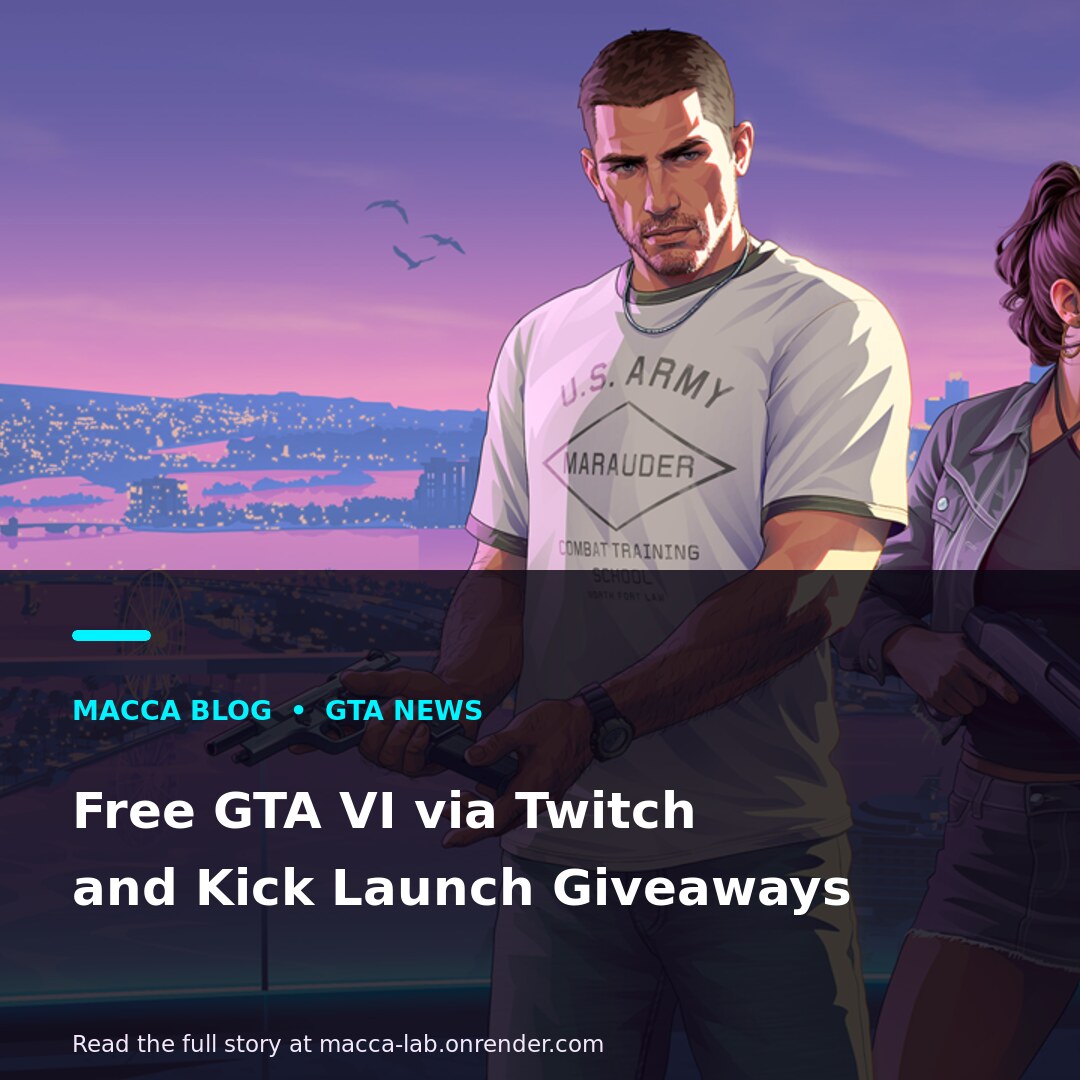 U.S. ARMY
MARAUDER
COMBAT TRAINING
SCHOOL
MACCA BLOG • GTA NEWS
Free GTA VI via Twitch
and Kick Launch Giveaways
Read the full story at macca-lab.onrender.com